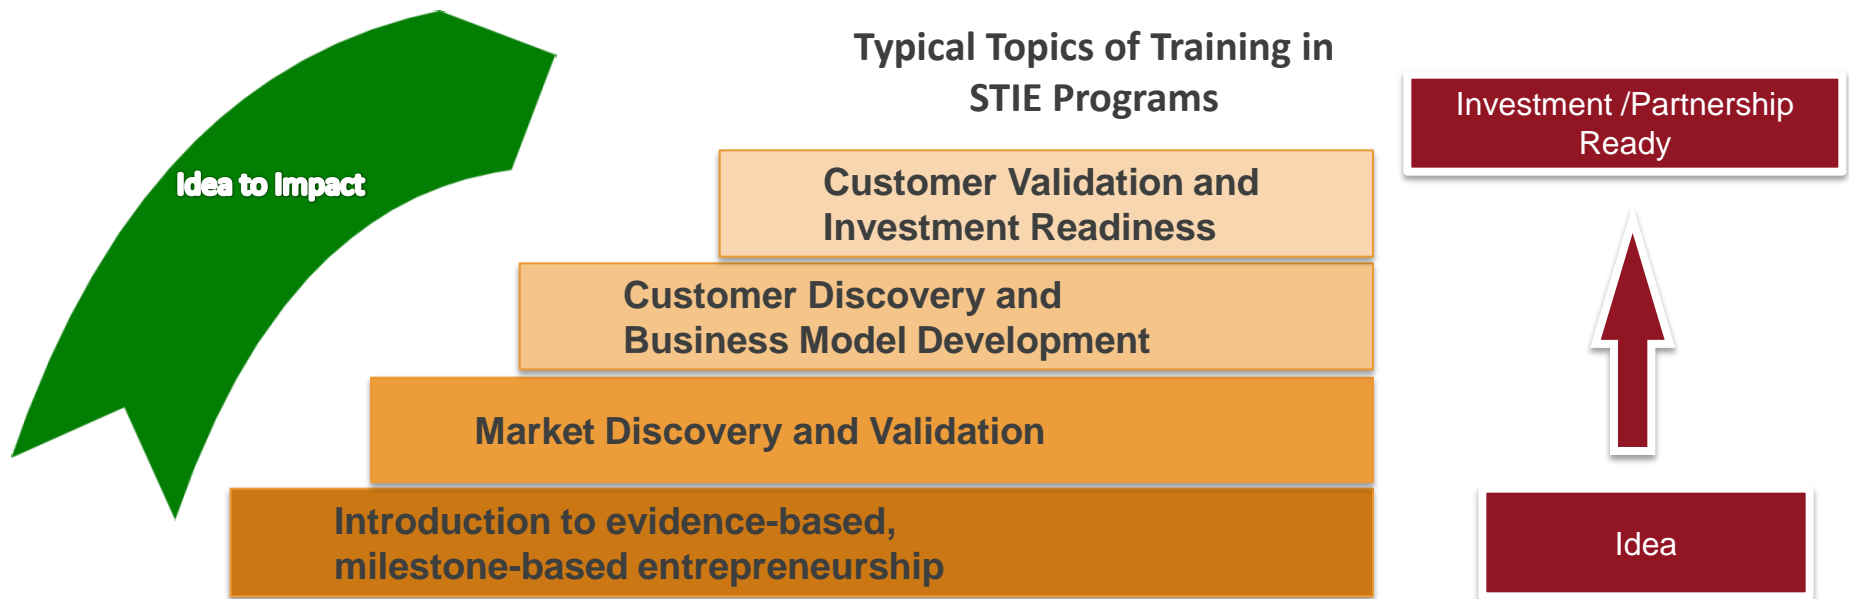 Typical Topics of Training in
STIE Programs
Investment /Partnership
Ready
Idea to Impact
Customer Validation and
Investment Readiness
Customer Discovery and
Business Model Development
Market Discovery and Validation
Introduction to evidence-based,
milestone-based entrepreneurship
Idea